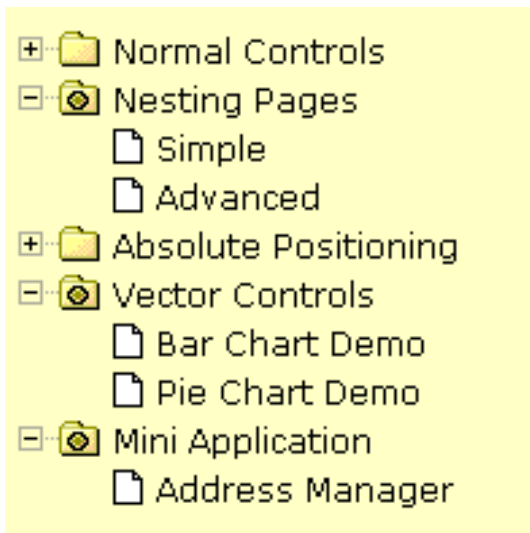 Normal Controls
Nesting Pages
Simple
Advanced
Absolute Positioning
Vector Controls
Bar Chart Demo
Pie Chart Demo
Mini Application
Address Manager